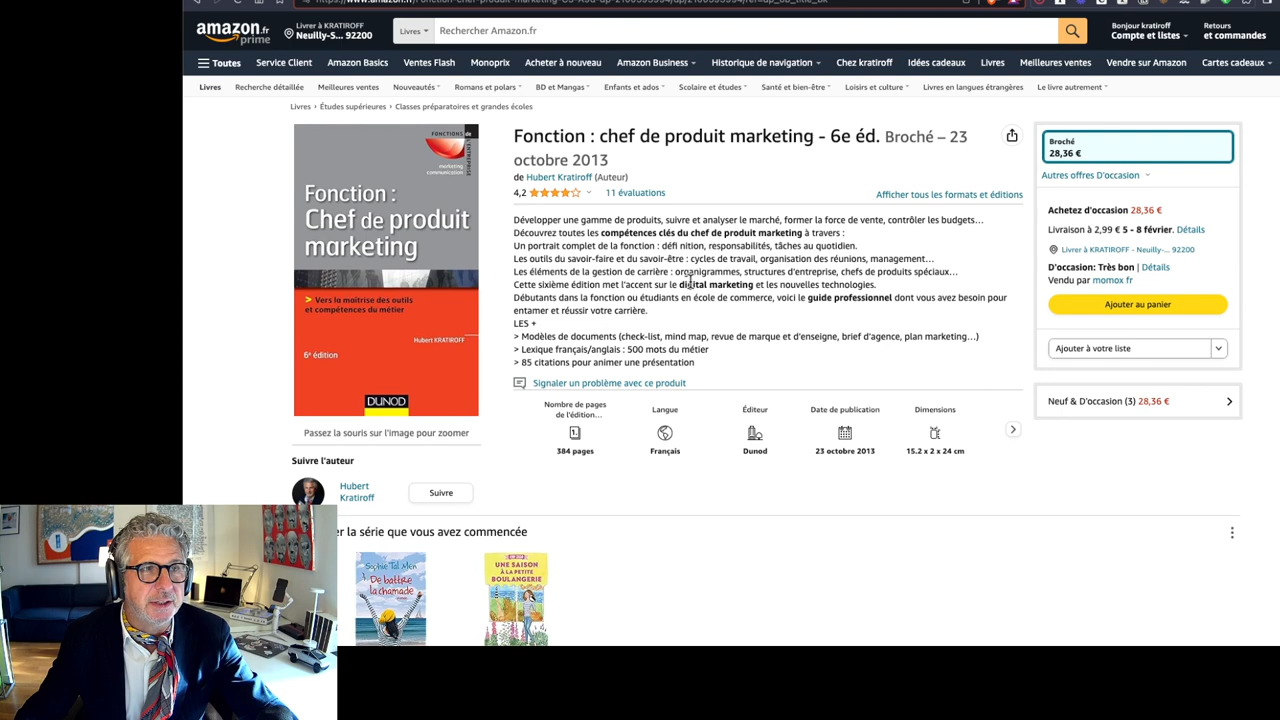 amazon.fr
prime
Livrer à KRATIROFF
Neuilly-S... 92200
Livres
Rechercher Amazon.fr
Bonjour kratiroff
Compte et listes
Retours
et commandes
Toutes
Service Client
Amazon Basics
Ventes Flash
Monoprix
Acheter à nouveau
Amazon Business
Historique de navigation
Chez kratiroff
Idées cadeaux
Livres
Meilleures ventes
Vendre sur Amazon
Cartes cadeaux
Livres
Recherche détaillée
Meilleures ventes
Nouveautés
Romans et polars
BD et Mangas
Enfants et ados
Scolaire et études
Santé et bien-être
Loisirs et culture
Livres en langues étrangères
Le livre autrement
Livres › Études supérieures › Classes préparatoires et grandes écoles
FONCTIONS de
L'ENTREPRISE
marketing
communication
Fonction :
Chef de produit
marketing
> Vers la maîtrise des outils
et compétences du métier
Hubert KRATIROFF
6e édition
DUNOD
Passez la souris sur l'image pour zoomer
Suivre l'auteur
Hubert
Kratiroff
Suivre
Fonction : chef de produit marketing - 6e éd. Broché – 23
octobre 2013
de Hubert Kratiroff (Auteur)
4,2
11 évaluations
Afficher tous les formats et éditions
Développer une gamme de produits, suivre et analyser le marché, former la force de vente, contrôler les budgets…
Découvrez toutes les compétences clés du chef de produit marketing à travers :
Un portrait complet de la fonction : défi nition, responsabilités, tâches au quotidien.
Les outils du savoir-faire et du savoir-être : cycles de travail, organisation des réunions, management…
Les éléments de la gestion de carrière : organigrammes, structures d'entreprise, chefs de produits spéciaux…
Cette sixième édition met l'accent sur le digital marketing et les nouvelles technologies.
Débutants dans la fonction ou étudiants en école de commerce, voici le guide professionnel dont vous avez besoin pour
entamer et réussir votre carrière.
LES +
> Modèles de documents (check-list, mind map, revue de marque et d'enseigne, brief d'agence, plan marketing…)
> Lexique français/anglais : 500 mots du métier
> 85 citations pour animer une présentation
Signaler un problème avec ce produit
Nombre de pages
de l'édition…
384 pages
Langue
Français
Éditeur
Dunod
Date de publication
23 octobre 2013
Dimensions
15.2 x 2 x 24 cm
Broché
28,36 €
Autres offres D'occasion
Achetez d'occasion 28,36 €
Livraison à 2,99 € 5 - 8 février. Détails
Livrer à KRATIROFF - Neuilly-... 92200
D'occasion: Très bon | Détails
Vendu par momox fr
Ajouter au panier
Ajouter à votre liste
Neuf & D'occasion (3) 28,36 €
er la série que vous avez commencée
Sophie Tal Men
De battre
la chamade
UNE SAISON
À LA PETITE
BOULANGERIE